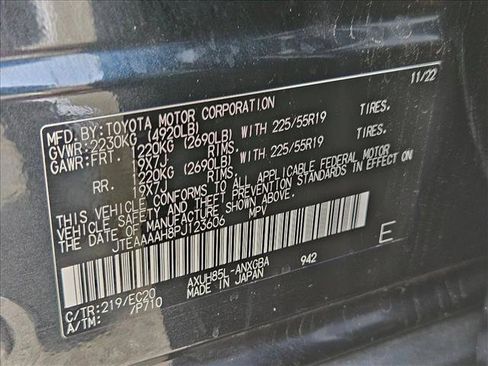 11/22
MFD. BY: TOYOTA MOTOR CORPORATION
GVWR: 2230KG (4920LB)
GAWR: FRT. 1220KG (2690LB) WITH 225/55R19 TIRES.
19X7J RIMS.
RR. 1220KG (2690LB) WITH 225/55R19 TIRES.
19X7J RIMS.
THIS VEHICLE CONFORMS TO ALL APPLICABLE FEDERAL MOTOR
VEHICLE SAFETY AND THEFT PREVENTION STANDARDS IN EFFECT ON
THE DATE OF MANUFACTURE SHOWN ABOVE.
JTEAAAAH8PJ123606 MPV
E
C/TR: 219/EC20 AXUH85L-ANXGBA 942
A/TM: /P710 MADE IN JAPAN